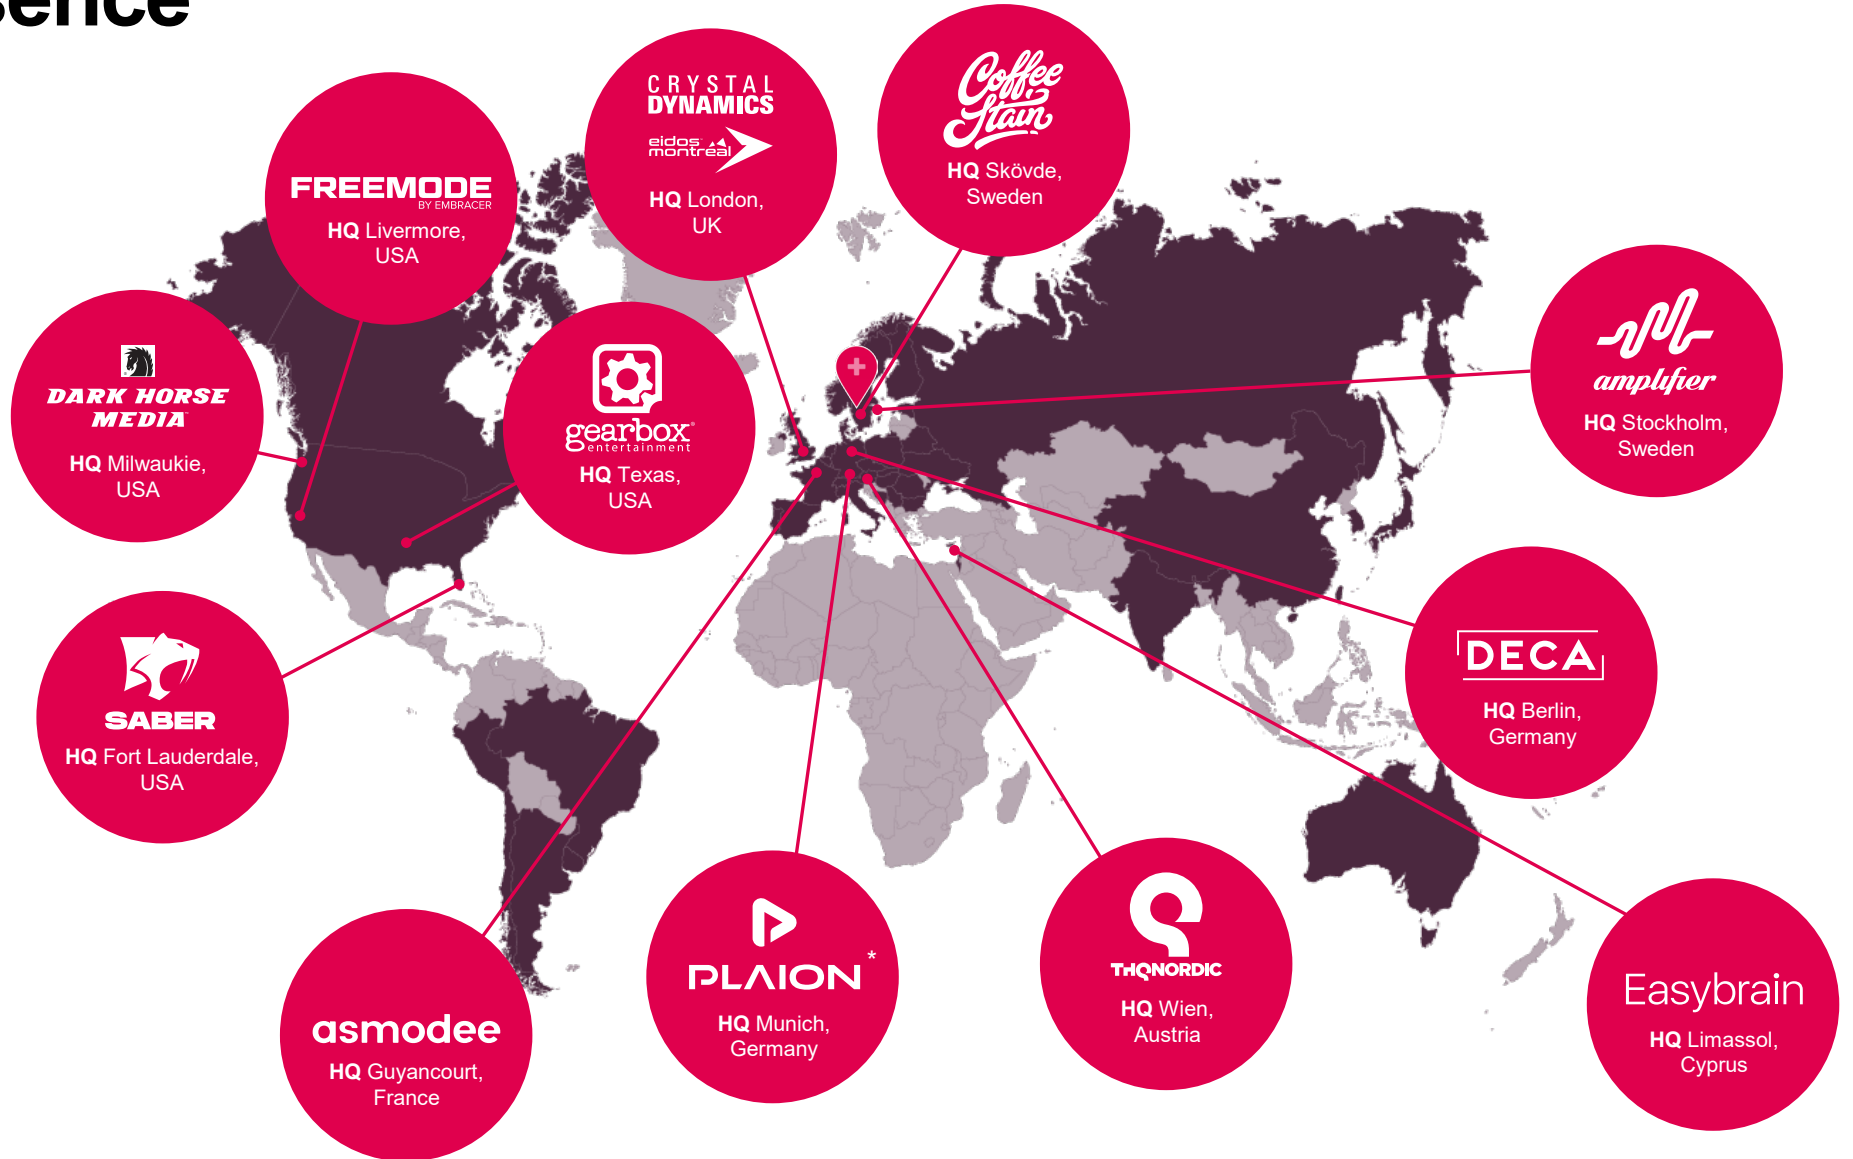 CRYSTAL
DYNAMICS
eidos
montréal
HQ London,
UK
Coffee
Stain
HQ Skövde,
Sweden
FREEMODE
BY EMBRACER
HQ Livermore,
USA
DARK HORSE
MEDIA
HQ Milwaukie,
USA
gearbox
entertainment
HQ Texas,
USA
amplifier
HQ Stockholm,
Sweden
SABER
HQ Fort Lauderdale,
USA
DECA
HQ Berlin,
Germany
asmodee
HQ Guyancourt,
France
PLAION*
HQ Munich,
Germany
THQNORDIC
HQ Wien,
Austria
Easybrain
HQ Limassol,
Cyprus